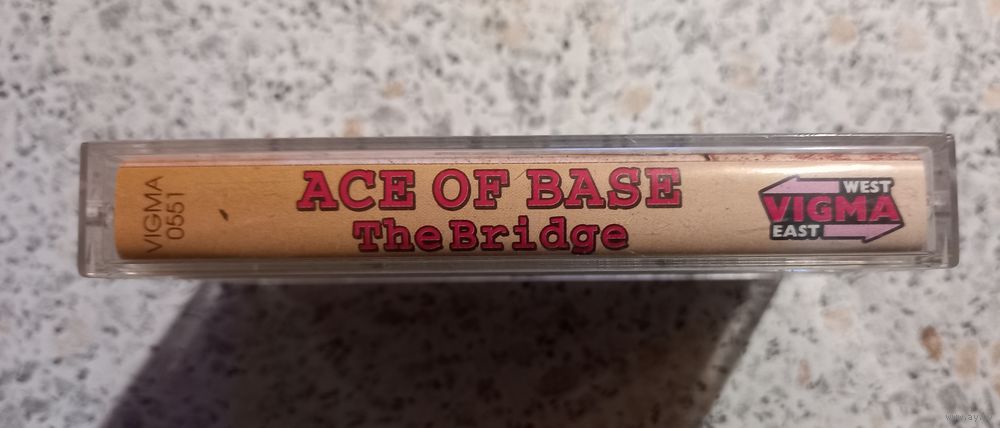 VIGMA
0551
ACE OF BASE
The Bridge
WEST
VIGMA
EAST